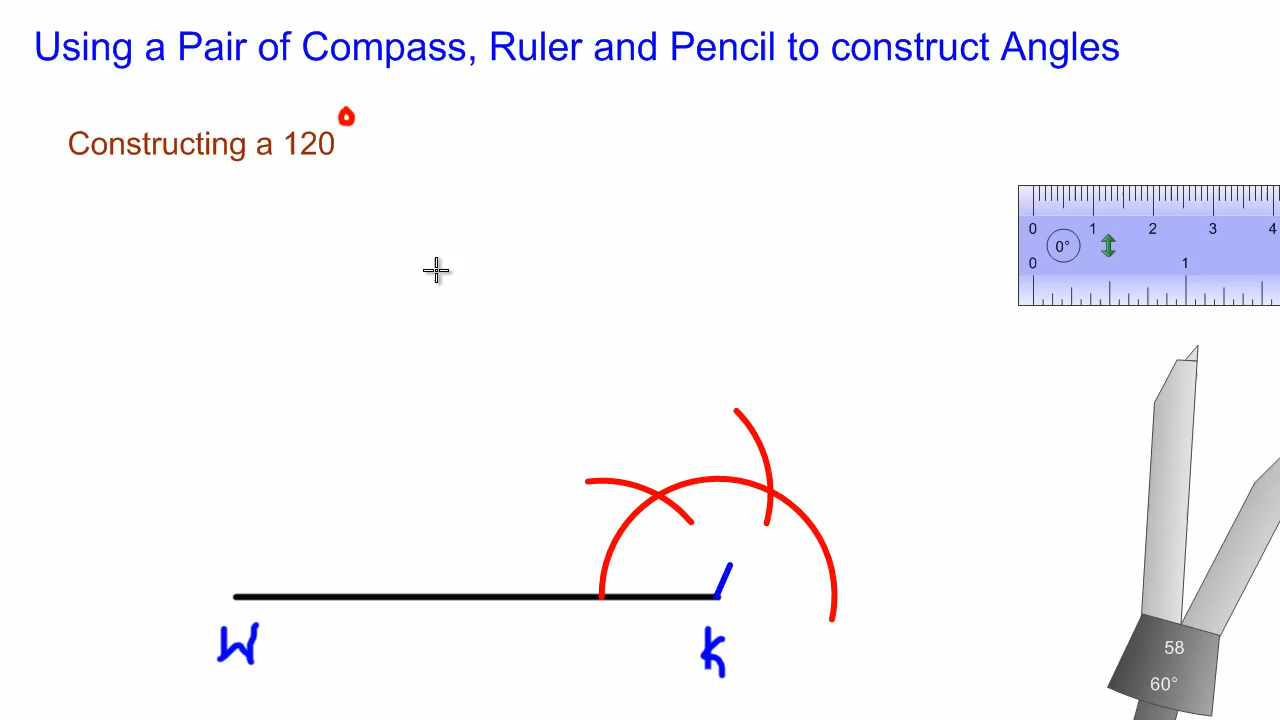 Using a Pair of Compass, Ruler and Pencil to construct Angles
Constructing a 120°
0 1 2 3 4
0°
0 1
W K
58
60°